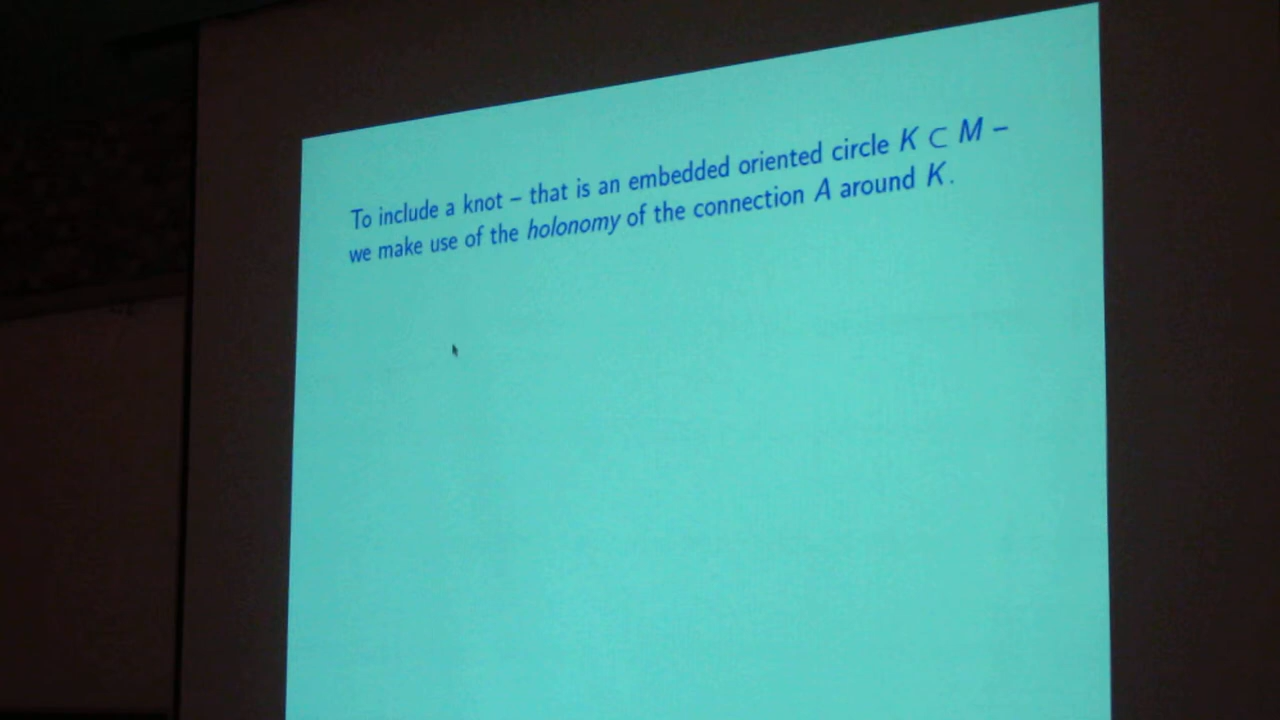 To include a knot – that is an embedded oriented circle K ⊂ M –
we make use of the holonomy of the connection A around K.